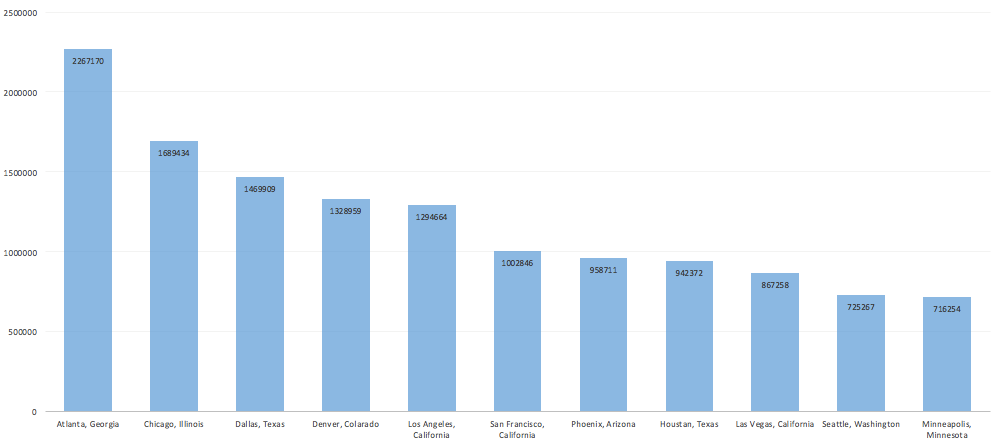 2500000
2267170
2000000
1689434
1500000
1469909
1328959
1294664
1000000
1002846
958711
942372
867258
725267
716254
500000
0
Atlanta, Georgia
Chicago, Illinois
Dallas, Texas
Denver, Colarado
Los Angeles,
California
San Francisco,
California
Phoenix, Arizona
Houstan, Texas
Las Vegas, California
Seattle, Washington
Minneapolis,
Minnesota